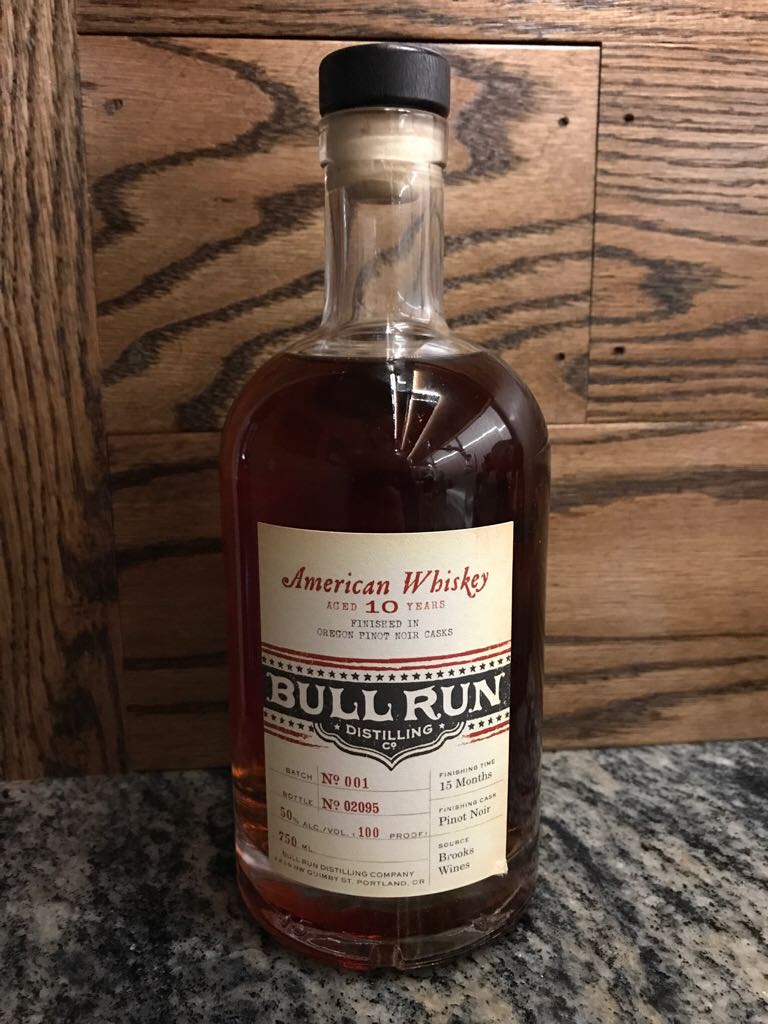 American Whiskey
AGED 10 YEARS
FINISHED IN
OREGON PINOT NOIR CASKS
BULL RUN
DISTILLING
Cº
BATCH Nº 001
BOTTLE Nº 02095
50% ALC./VOL. (100 PROOF)
750 ML
BULL RUN DISTILLING COMPANY
NW QUIMBY ST. PORTLAND, OR
FINISHING TIME
15 Months
FINISHING CASK
Pinot Noir
SOURCE
Brooks
Wines